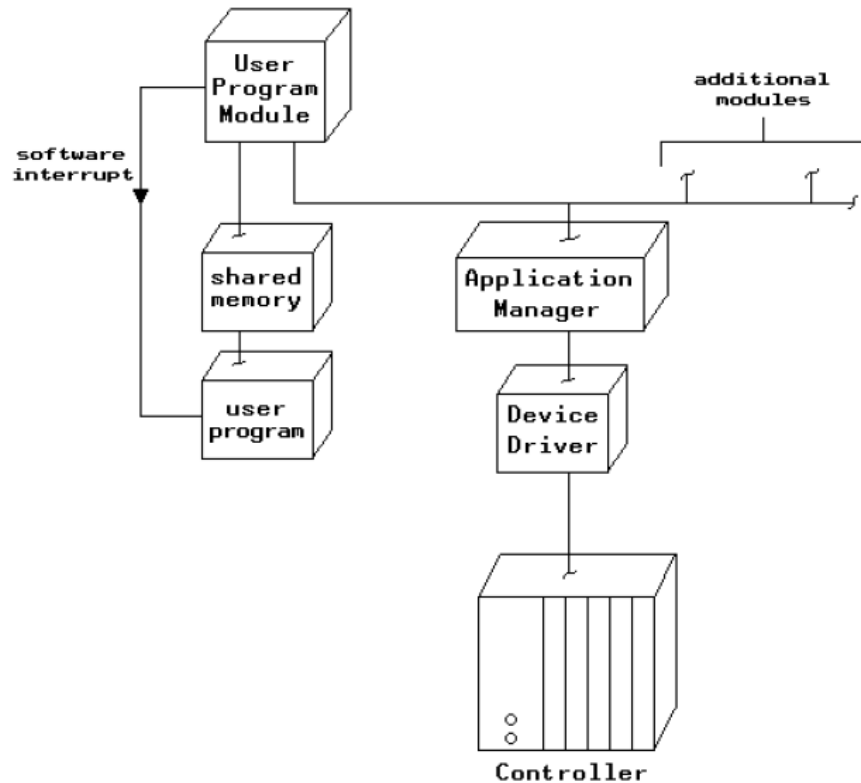 User
Program
Module
additional
modules
software
interrupt
shared
memory
Application
Manager
user
program
Device
Driver
Controller